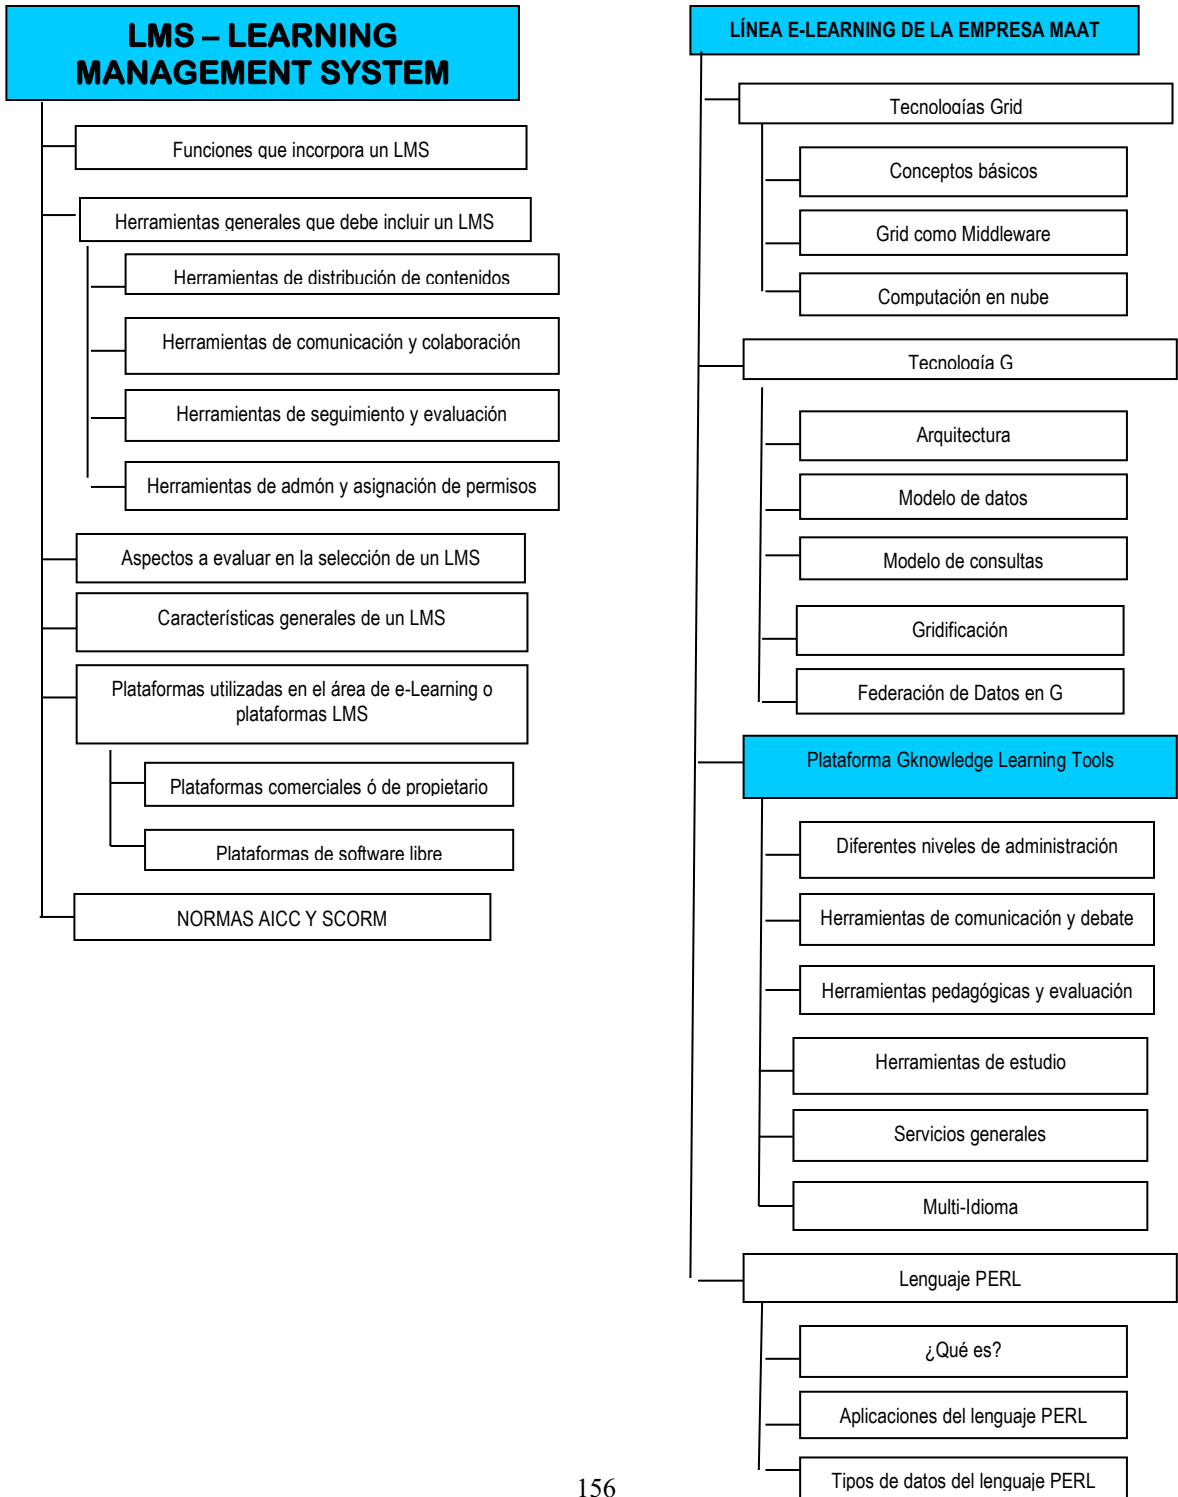 LMS – LEARNING
MANAGEMENT SYSTEM
Funciones que incorpora un LMS
Herramientas generales que debe incluir un LMS
Herramientas de distribución de contenidos
Herramientas de comunicación y colaboración
Herramientas de seguimiento y evaluación
Herramientas de admón y asignación de permisos
Aspectos a evaluar en la selección de un LMS
Característícas generales de un LMS
Plataformas utilizadas en el área de e-Learning o
plataformas LMS
Plataformas comerciales ó de propietario
Plataformas de software libre
NORMAS AICC Y SCORM
LÍNEA E-LEARNING DE LA EMPRESA MAAT
Tecnologías Grid
Conceptos básicos
Grid como Middleware
Computación en nube
Tecnología G
Arquitectura
Modelo de datos
Modelo de consultas
Gridificación
Federación de Datos en G
Plataforma Gknowledge Learning Tools
Diferentes niveles de administración
Herramientas de comunicación y debate
Herramientas pedagógicas y evaluación
Herramientas de estudio
Servicios generales
Multi-Idioma
Lenguaje PERL
¿Qué es?
Aplicaciones del lenguaje PERL
Tipos de datos del lenguaje PERL
156